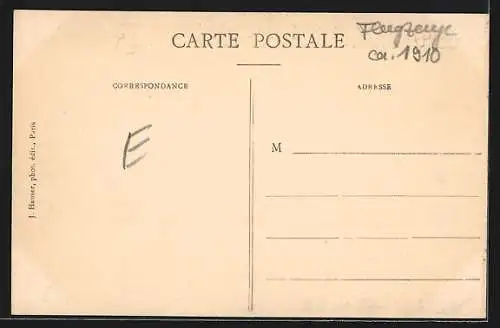 Flugzeuge
ca. 1910
CARTE POSTALE
CORRESPONDANCE
ADRESSE
E
M
J. Hauser, phot. édit., Paris